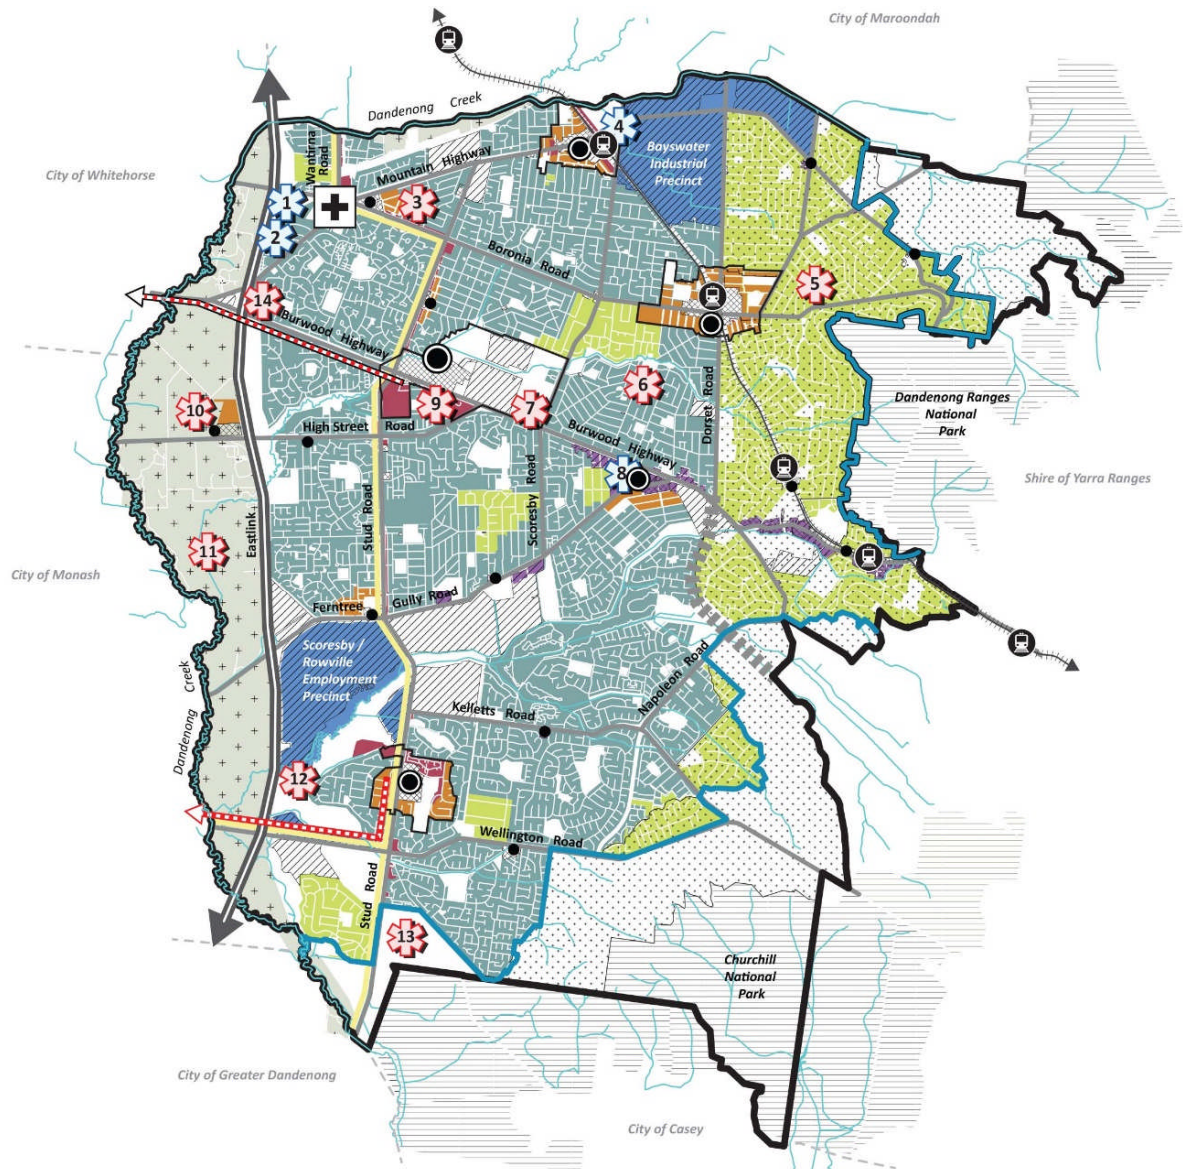 City of Maroondah
Dandenong Creek
4
Bayswater
Industrial
Precinct
City of Whitehorse
Wantirna
Road
Mountain Highway
1
3
2
Boronia Road
5
14
Burwood Highway
6
Dorset Road
Dandenong Ranges
National
Park
10
9
7
High Street Road
Burwood Highway
8
Shire of Yarra Ranges
Stud Road
Scoresby Road
Eastlink
11
City of Monash
Ferntree Gully Road
Scoresby /
Rowville
Employment
Precinct
Dandenong Creek
Napoleon Road
Kelletts Road
12
Wellington Road
Stud Road
13
Churchill
National
Park
City of Greater Dandenong
City of Casey